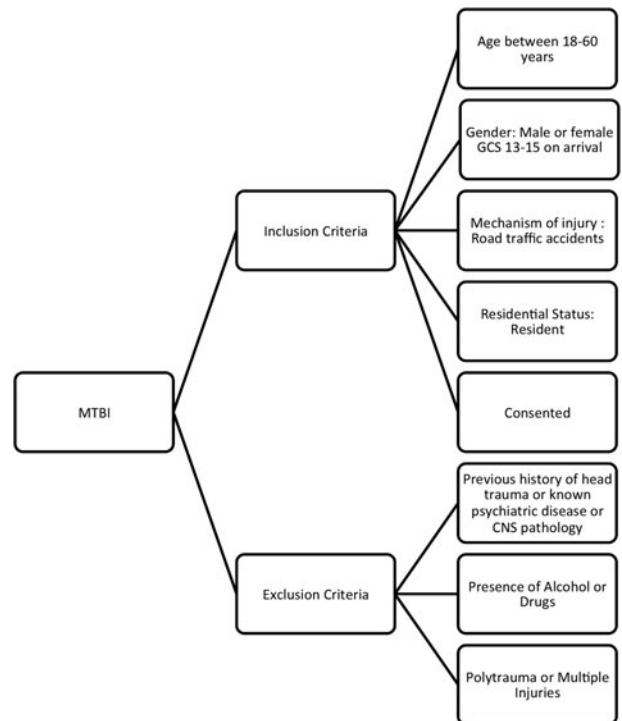 Age between 18-60
years
Gender: Male or female
GCS 13-15 on arrival
Inclusion Criteria
Mechanism of injury :
Road traffic accidents
Residential Status:
Resident
MTBI
Consented
Previous history of head
trauma or known
psychiatric disease or
CNS pathology
Exclusion Criteria
Presence of Alcohol or
Drugs
Polytrauma or Multiple
Injuries